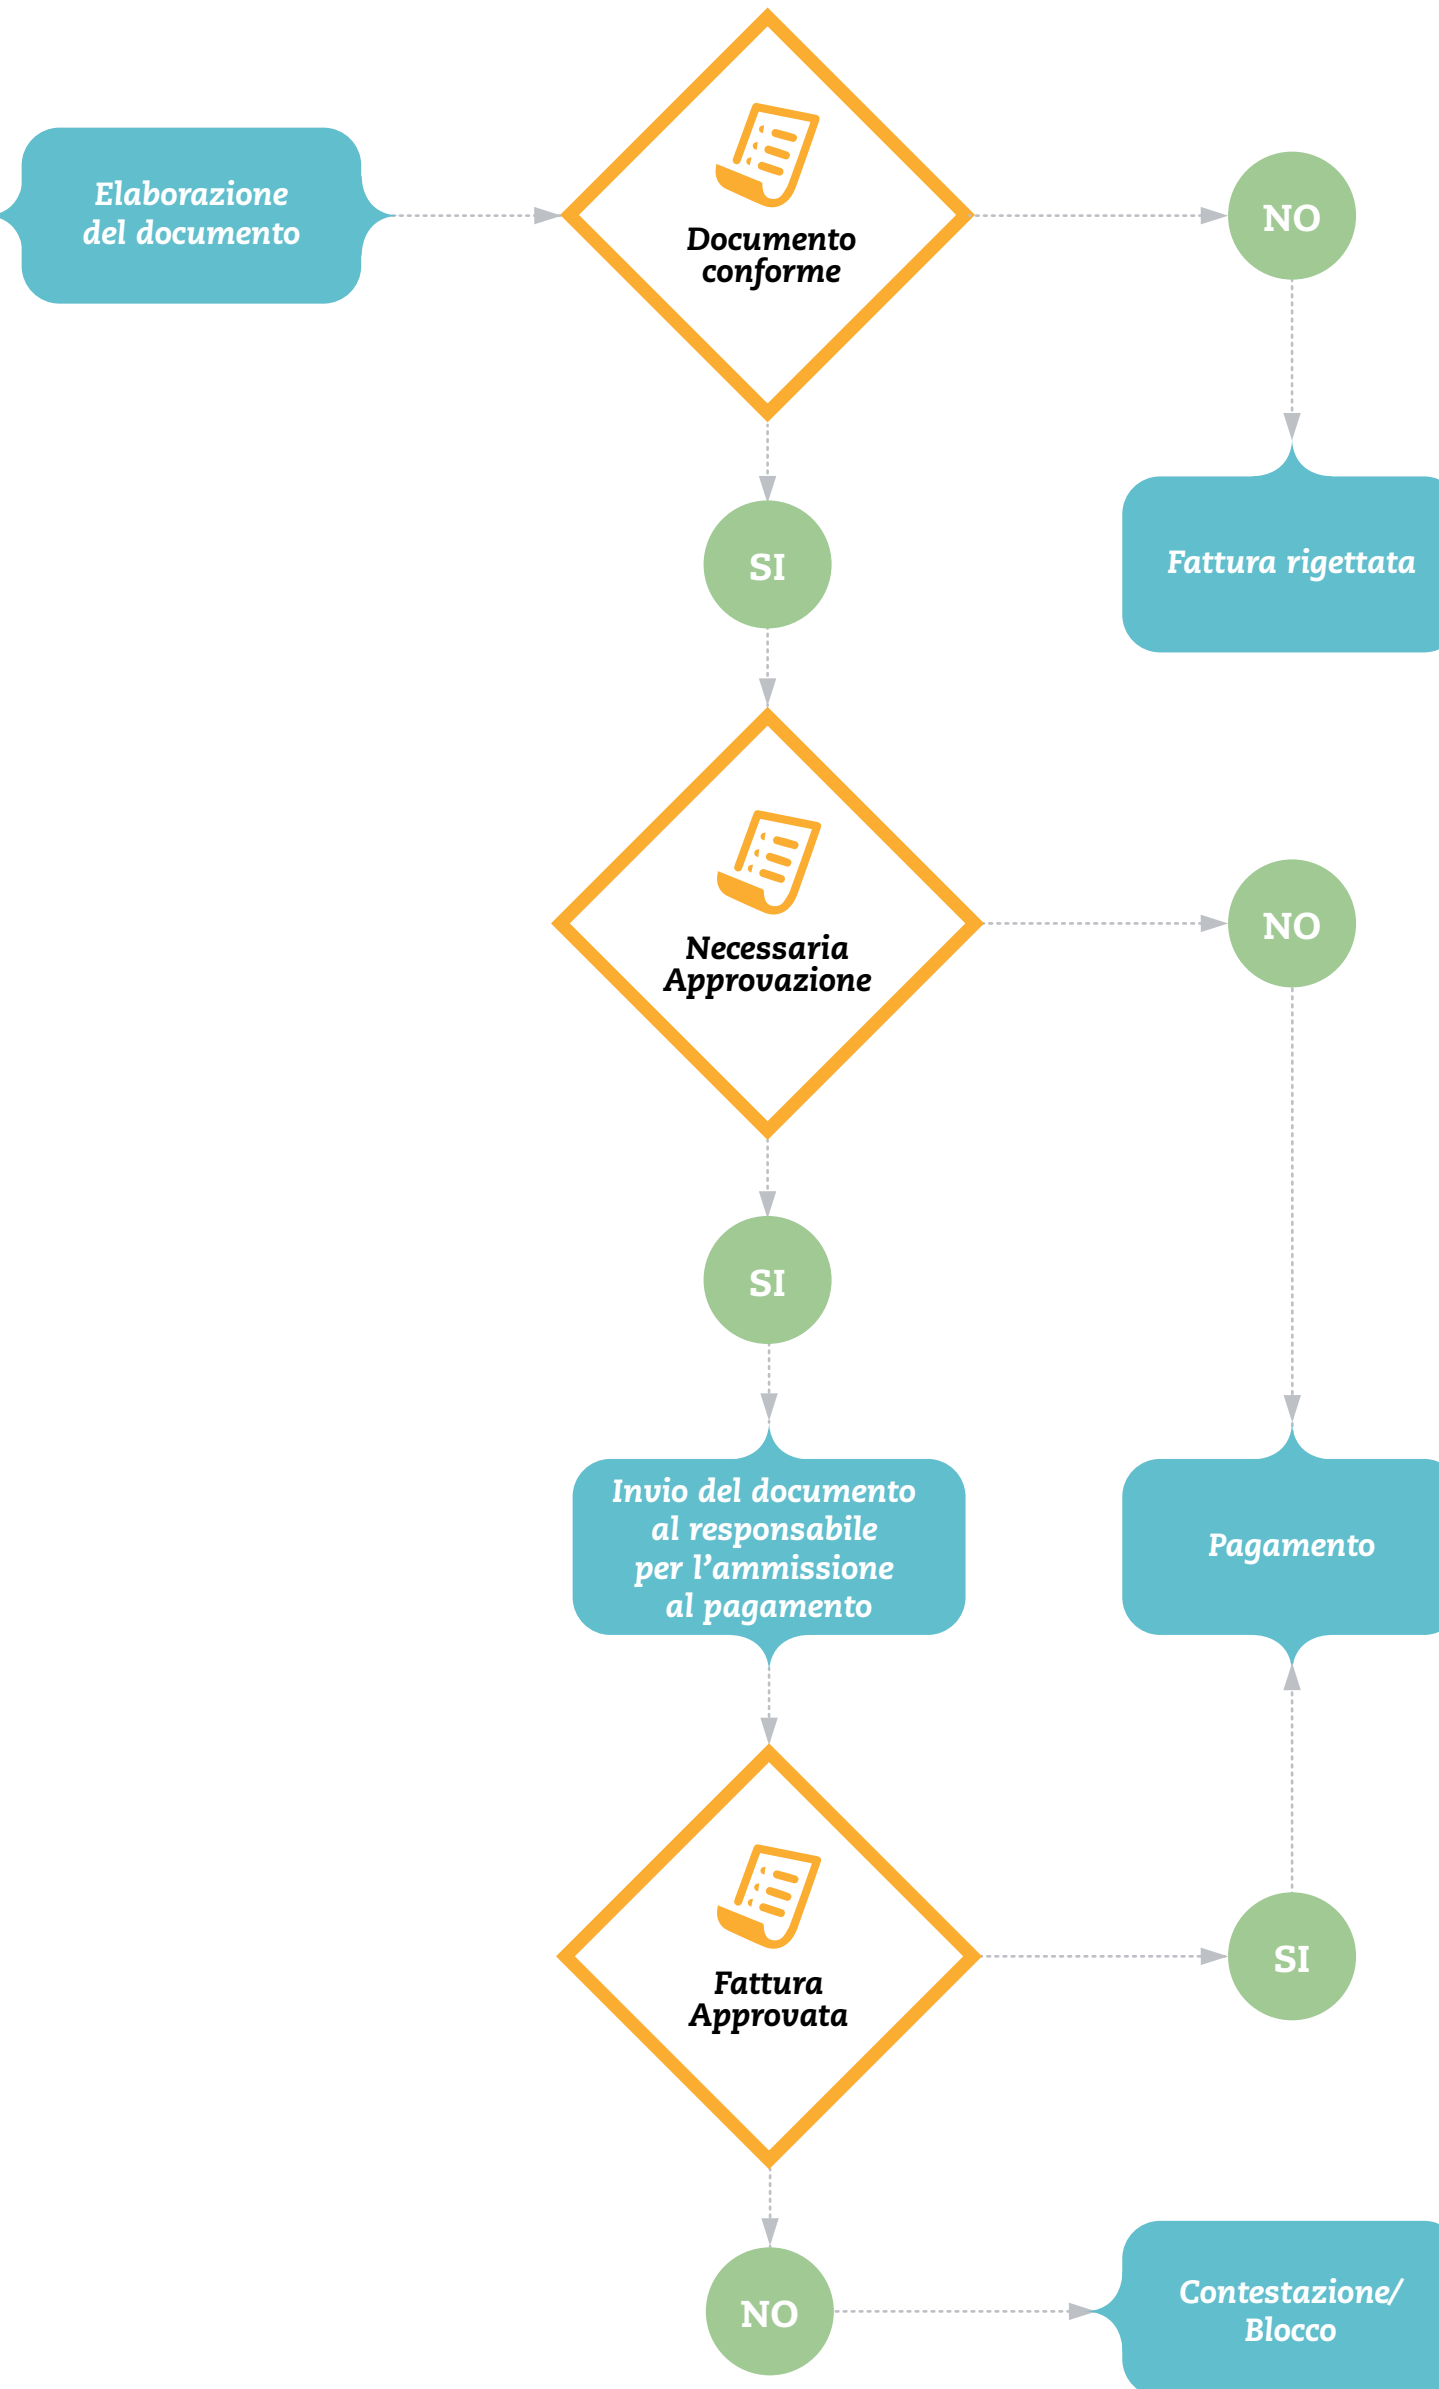 Elaborazione
del documento
Documento
conforme
NO
SI
Fattura rigettata
Necessaria
Approvazione
NO
SI
Invio del documento
al responsabile
per l’ammissione
al pagamento
Pagamento
Fattura
Approvata
SI
NO
Contestazione/
Blocco